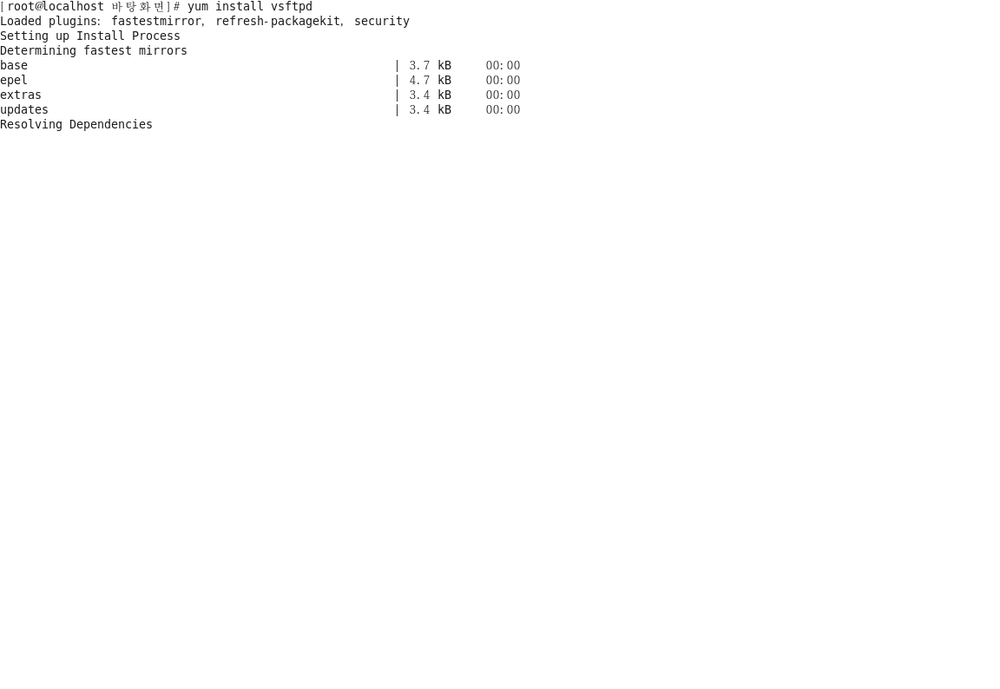 [root@localhost 바탕화면]# yum install vsftpd
Loaded plugins: fastestmirror, refresh-packagekit, security
Setting up Install Process
Determining fastest mirrors
base | 3.7 kB 00:00
epel | 4.7 kB 00:00
extras | 3.4 kB 00:00
updates | 3.4 kB 00:00
Resolving Dependencies